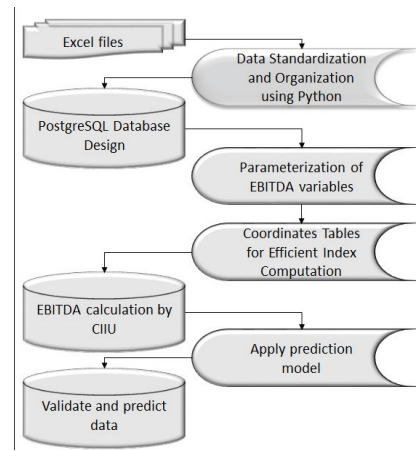 Excel files
Data Standardization
and Organization
using Python
PostgreSQL Database
Design
Parameterization of
EBITDA variables
Coordinates Tables
for Efficient Index
Computation
EBITDA calculation by
CIIU
Apply prediction
model
Validate and predict
data